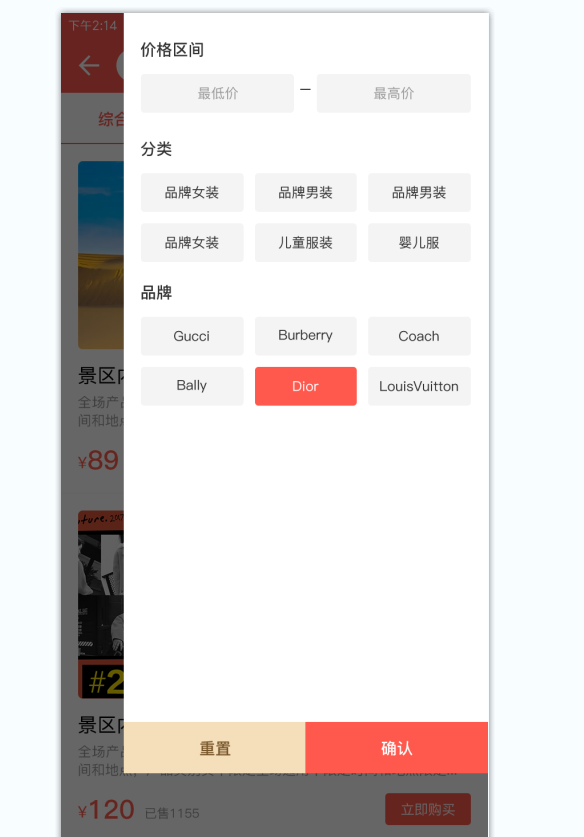 下午2:14
价格区间
最低价 — 最高价
综合
分类
品牌女装 品牌男装 品牌男装
品牌女装 儿童服装 婴儿服
品牌
Gucci Burberry Coach
Bally Dior LouisVuitton
景区内
全场产品
间和地点
¥89
#2
景区内
全场产品
重置 确认
间和地点,
¥120 已售1155 立即购买